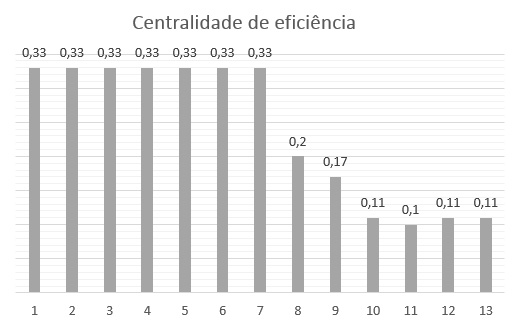 Centralidade de eficiência
0,33 0,33 0,33 0,33 0,33 0,33 0,33
0,2
0,17
0,11 0,1 0,11 0,11
1 2 3 4 5 6 7 8 9 10 11 12 13